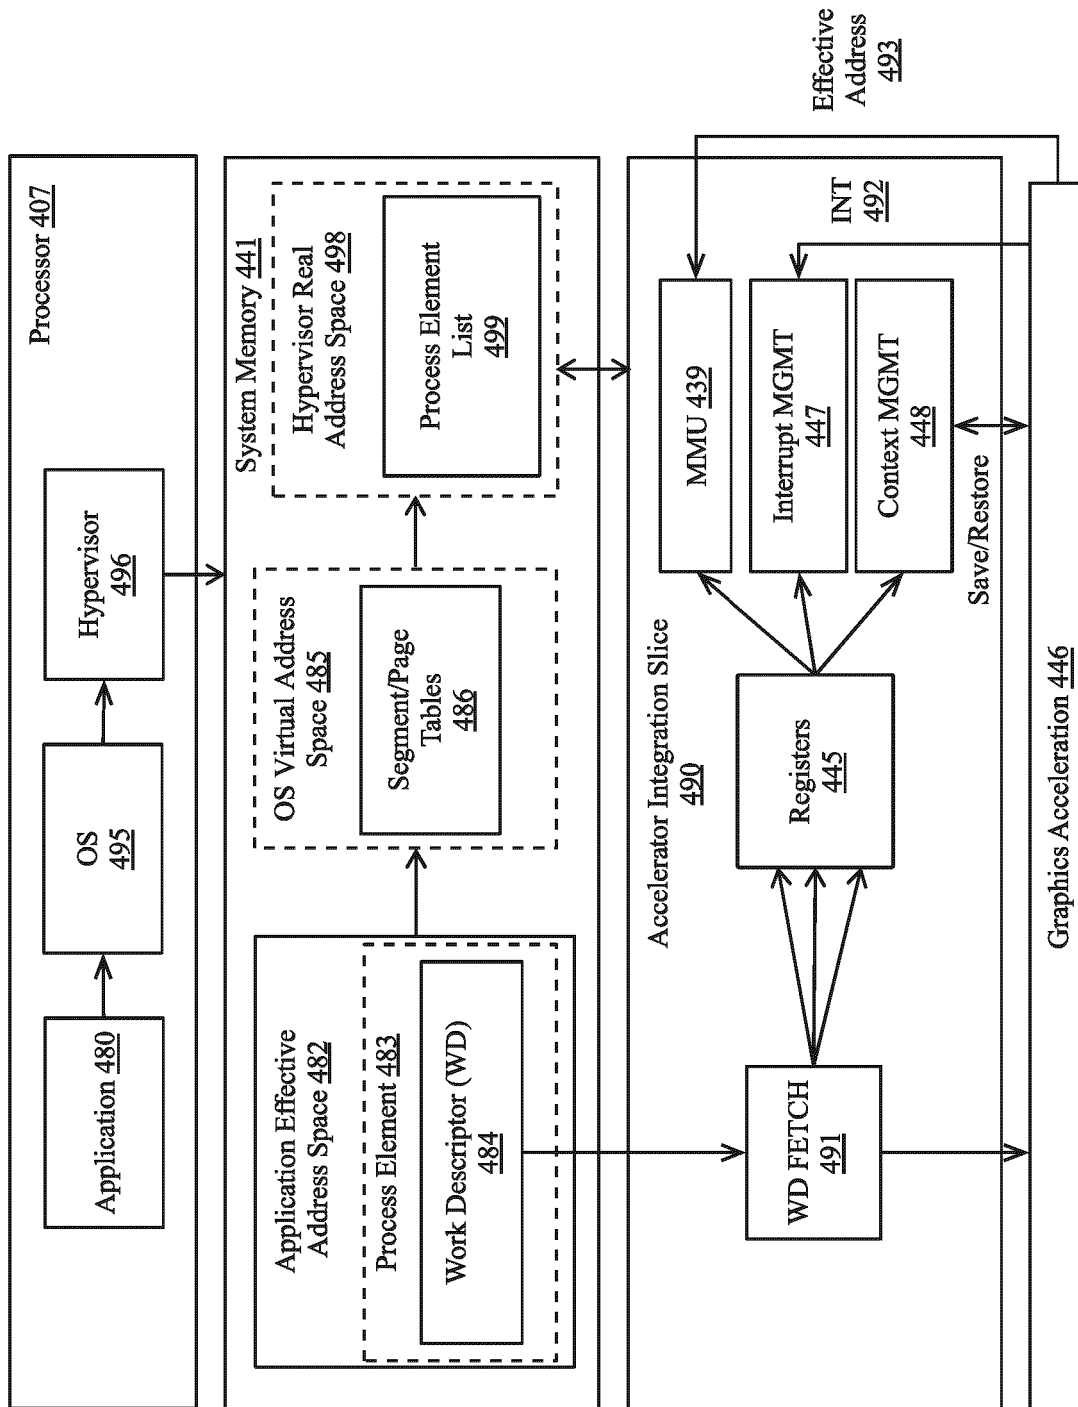 Processor 407
Application 480
OS
495
Hypervisor
496
System Memory 441
Application Effective
Address Space 482
Process Element 483
Work Descriptor (WD)
484
OS Virtual Address
Space 485
Segment/Page
Tables
486
Hypervisor Real
Address Space 498
Process Element
List
499
Accelerator Integration Slice
490
WD FETCH
491
Registers
445
MMU 439
Interrupt MGMT
447
Context MGMT
448
Effective
Address
493
INT
492
Save/Restore
Graphics Acceleration 446